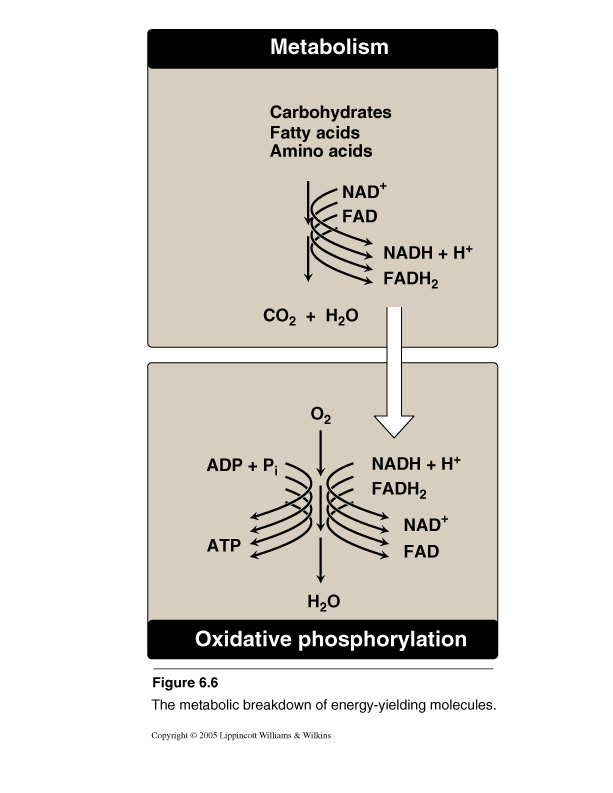 Metabolism
Carbohydrates
Fatty acids
Amino acids
NAD⁺
FAD
NADH + H⁺
FADH₂
CO₂ + H₂O
O₂
ADP + Pᵢ
NADH + H⁺
FADH₂
NAD⁺
ATP
FAD
H₂O
Oxidative phosphorylation
Figure 6.6
The metabolic breakdown of energy-yielding molecules.
Copyright © 2005 Lippincott Williams & Wilkins